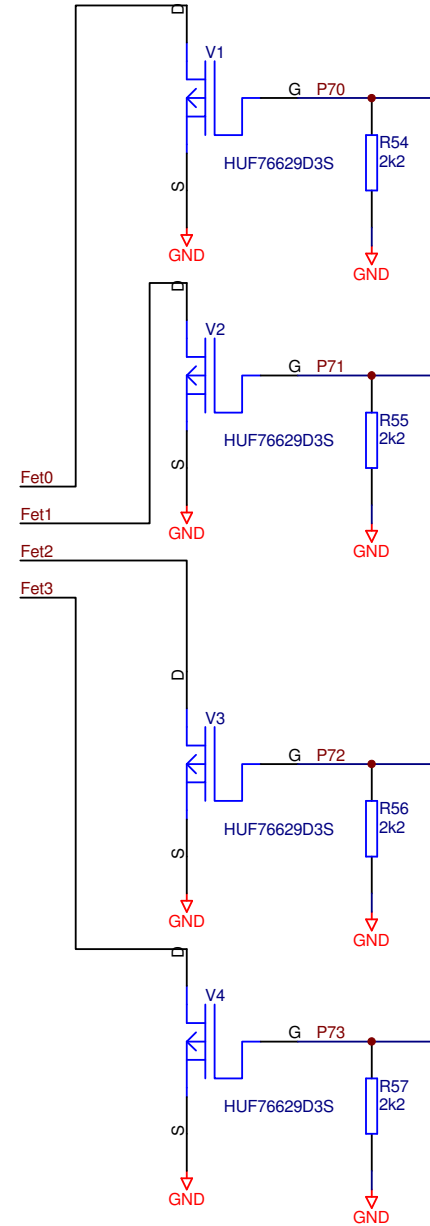 D
V1
G P70
HUF76629D3S
R54
2k2
S
GND
GND
D
V2
G P71
HUF76629D3S
R55
2k2
S
GND
GND
Fet0
Fet1
Fet2
Fet3
D
V3
G P72
HUF76629D3S
R56
2k2
S
GND
GND
D
V4
G P73
HUF76629D3S
R57
2k2
S
GND
GND